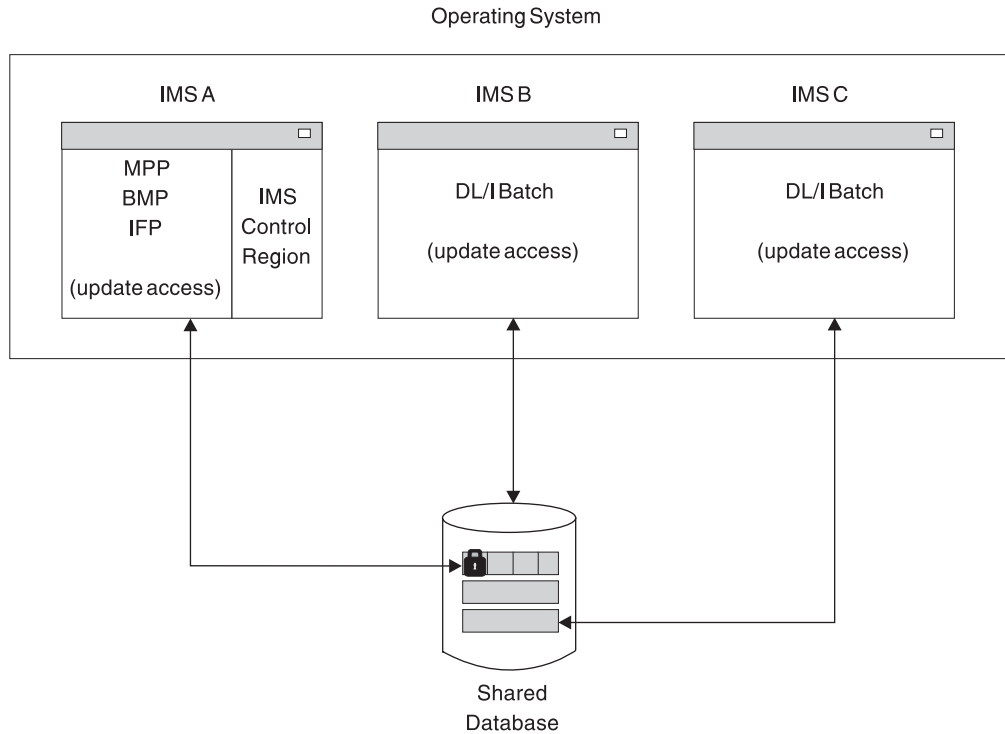 Operating System
IMS A
IMS B
IMS C
MPP
BMP
IFP
(update access)
IMS
Control
Region
DL/I Batch
(update access)
DL/I Batch
(update access)
Shared
Database